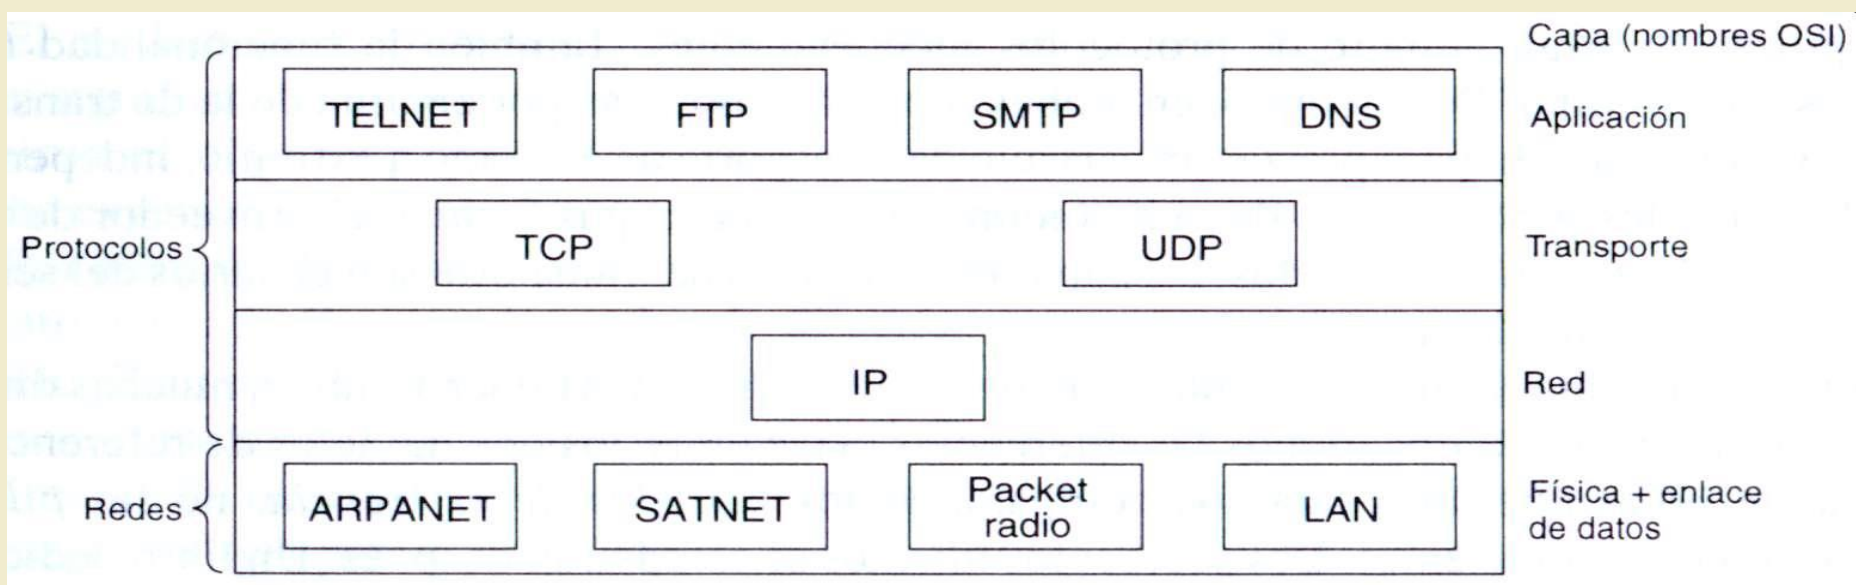 Capa (nombres OSI)
TELNET
FTP
SMTP
DNS
Aplicación
Protocolos
TCP
UDP
Transporte
IP
Red
Redes
ARPANET
SATNET
Packet
radio
LAN
Física + enlace
de datos